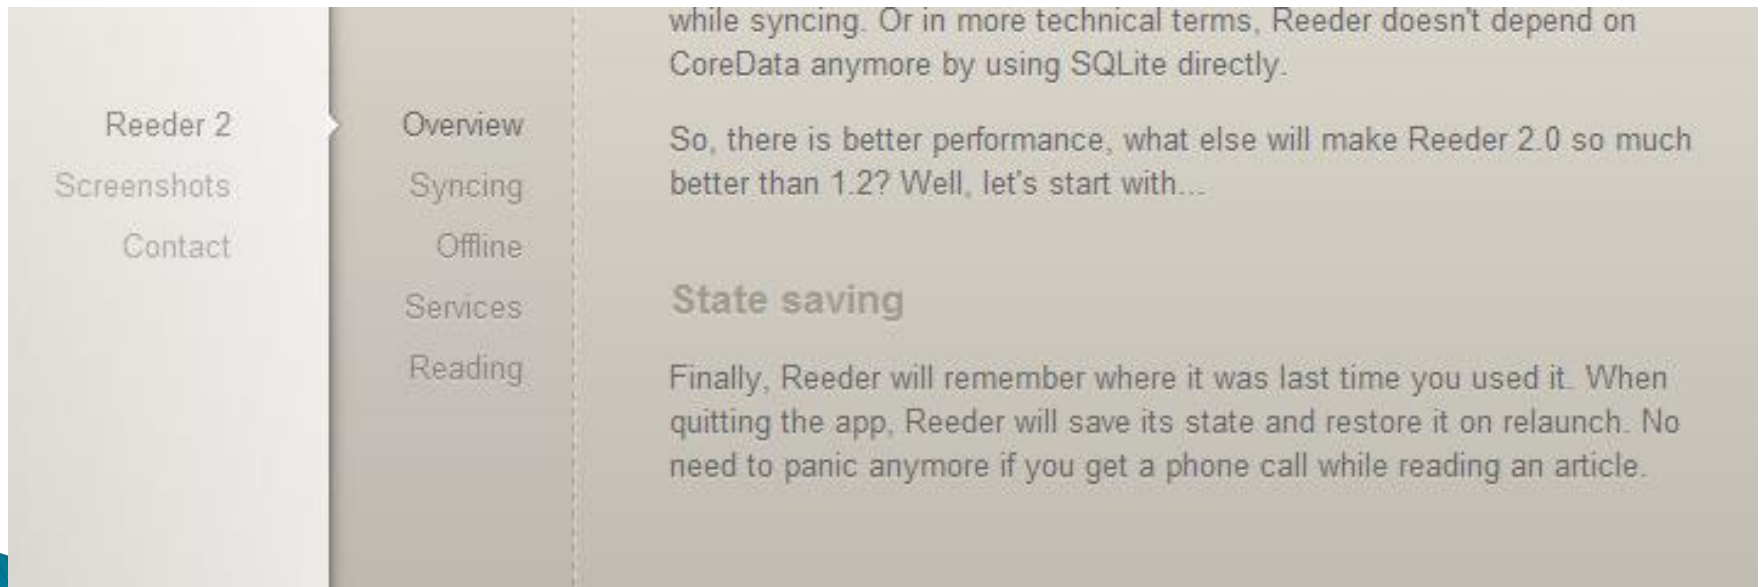 Reeder 2
Screenshots
Contact
Overview
Syncing
Offline
Services
Reading
while syncing. Or in more technical terms, Reeder doesn't depend on
CoreData anymore by using SQLite directly.
So, there is better performance, what else will make Reeder 2.0 so much
better than 1.2? Well, let's start with...
State saving
Finally, Reeder will remember where it was last time you used it. When
quitting the app, Reeder will save its state and restore it on relaunch. No
need to panic anymore if you get a phone call while reading an article.